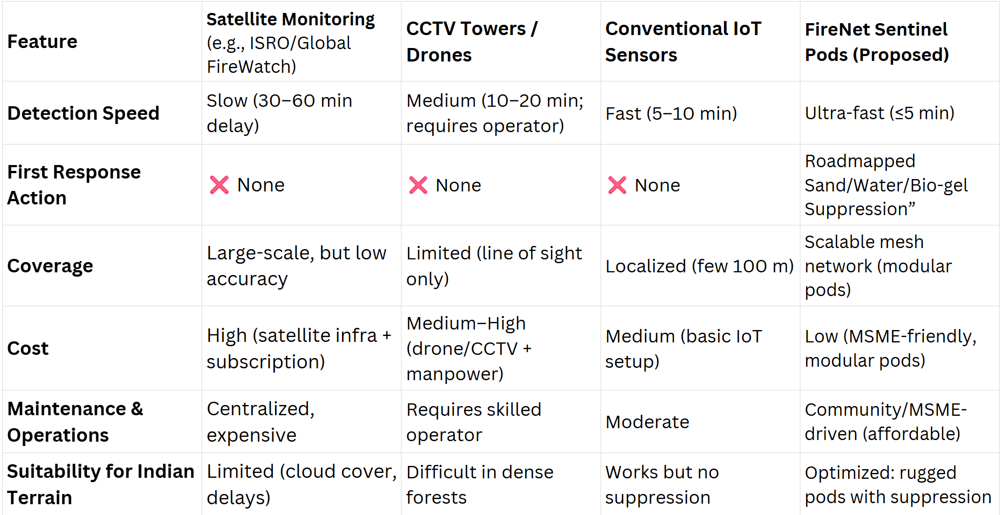 Feature
Satellite Monitoring
(e.g., ISRO/Global
FireWatch)
CCTV Towers /
Drones
Conventional IoT
Sensors
FireNet Sentinel
Pods (Proposed)
Detection Speed
Slow (30–60 min
delay)
Medium (10–20 min;
requires operator)
Fast (5–10 min)
Ultra-fast (≤5 min)
First Response
Action
❌ None
❌ None
❌ None
Roadmapped
Sand/Water/Bio-gel
Suppression”
Coverage
Large-scale, but low
accuracy
Limited (line of sight
only)
Localized (few 100 m)
Scalable mesh
network (modular
pods)
Cost
High (satellite infra +
subscription)
Medium–High
(drone/CCTV +
manpower)
Medium (basic IoT
setup)
Low (MSME-friendly,
modular pods)
Maintenance &
Operations
Centralized,
expensive
Requires skilled
operator
Moderate
Community/MSME-
driven (affordable)
Suitability for Indian
Terrain
Limited (cloud cover,
delays)
Difficult in dense
forests
Works but no
suppression
Optimized: rugged
pods with suppression